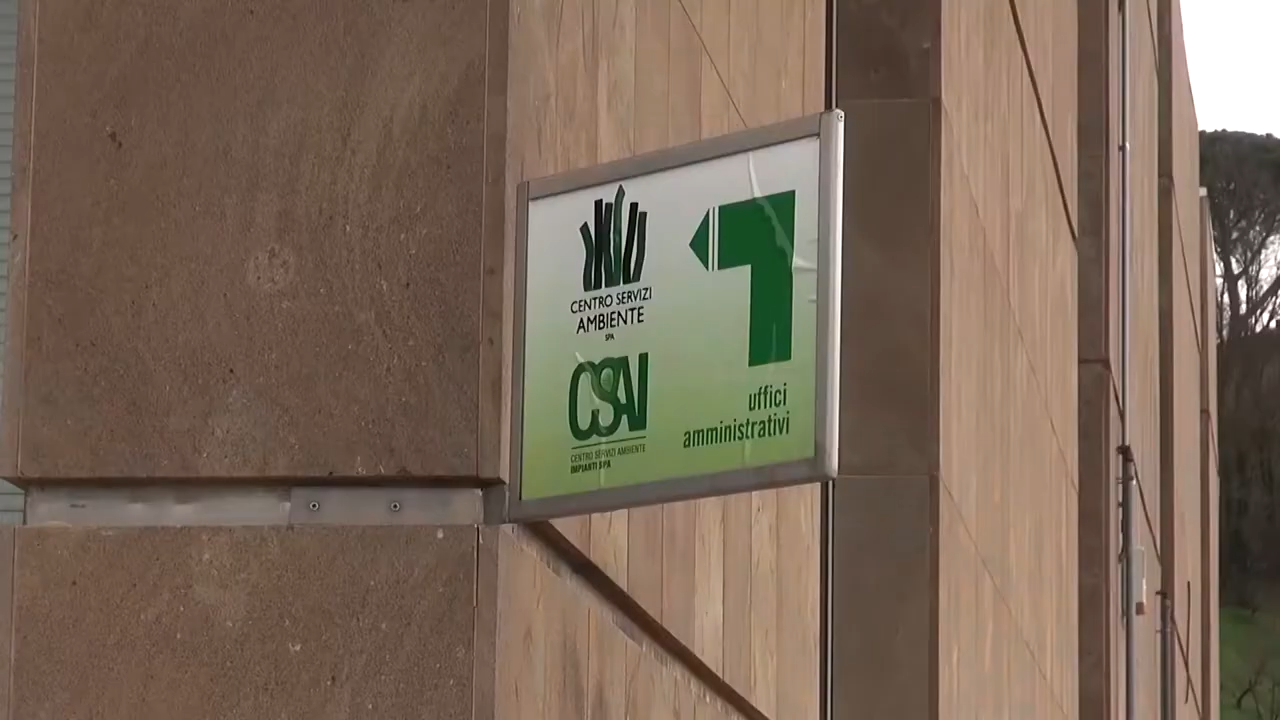 CENTRO SERVIZI
AMBIENTE
SPA
CSAI
CENTRO SERVIZI AMBIENTE
IMPIANTI SPA
uffici
amministrativi